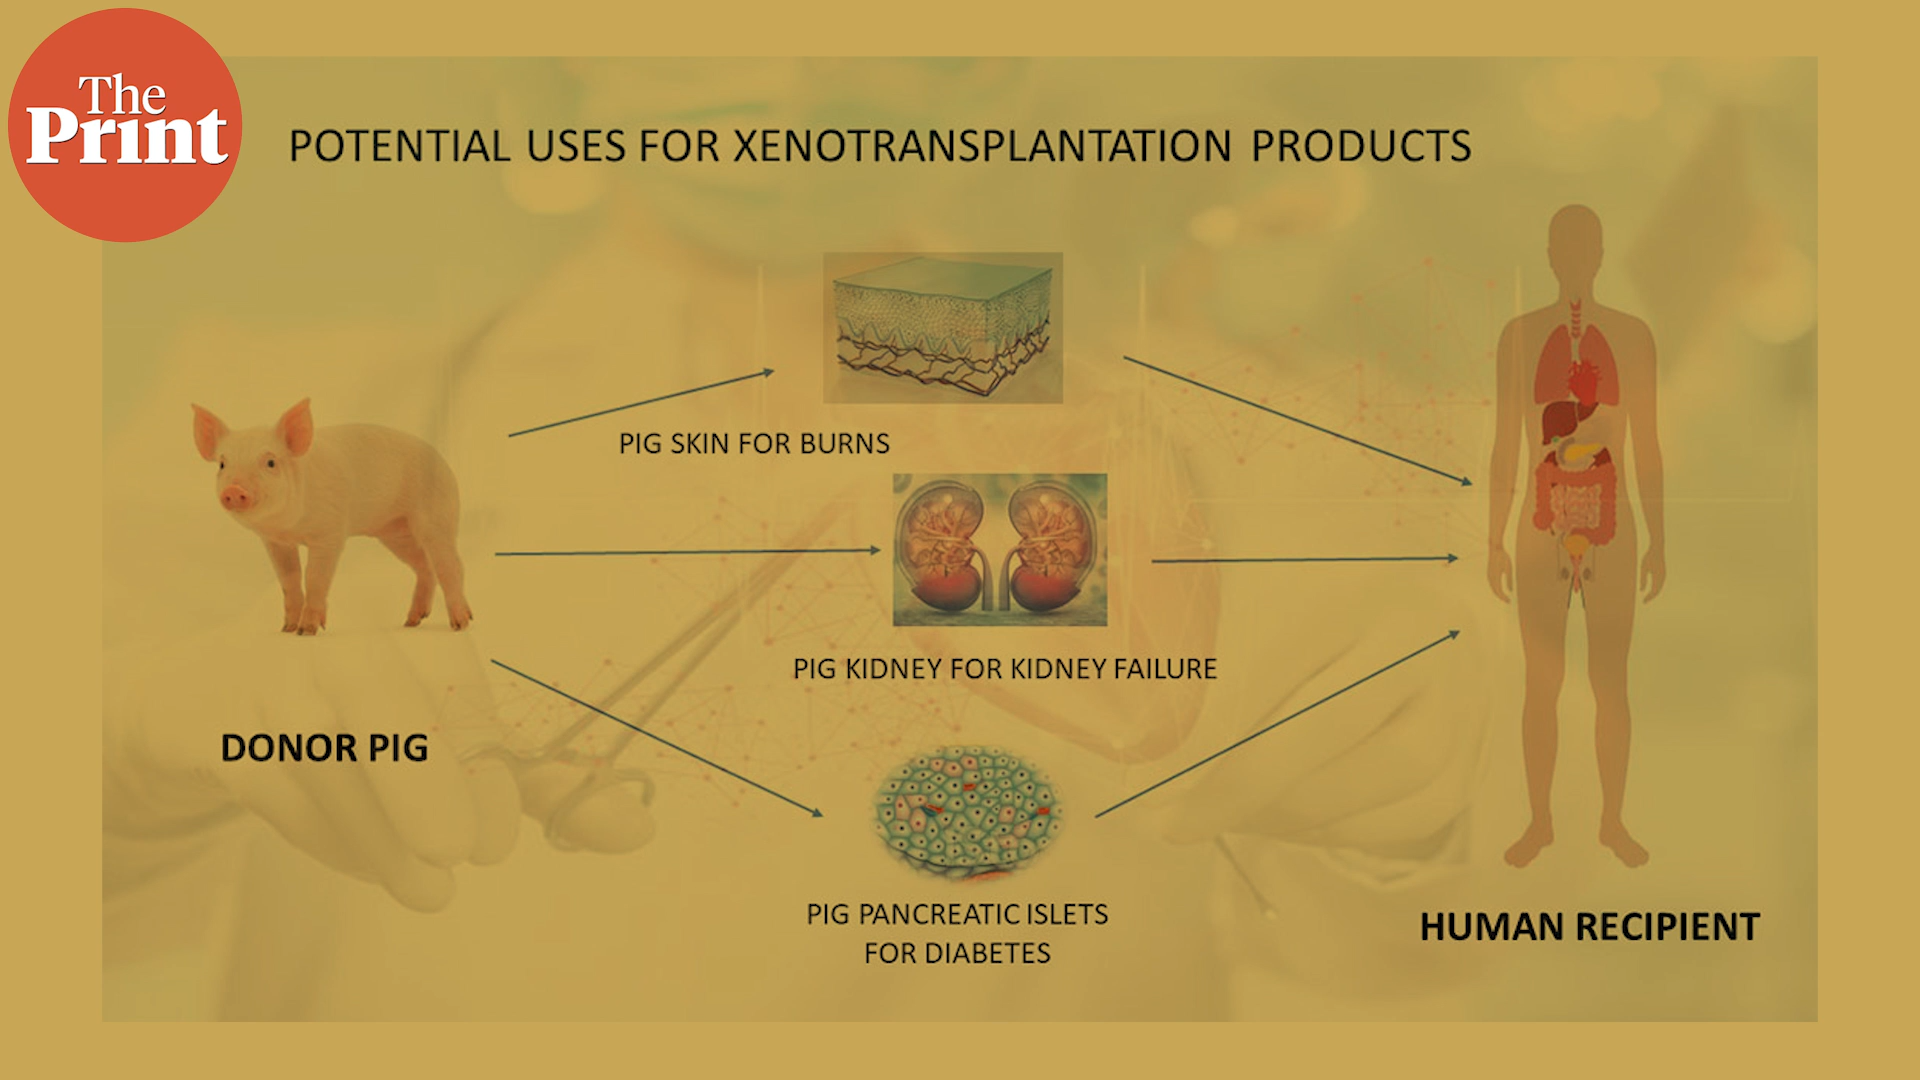 The
Print
POTENTIAL USES FOR XENOTRANSPLANTATION PRODUCTS
PIG SKIN FOR BURNS
PIG KIDNEY FOR KIDNEY FAILURE
DONOR PIG
PIG PANCREATIC ISLETS
FOR DIABETES
HUMAN RECIPIENT